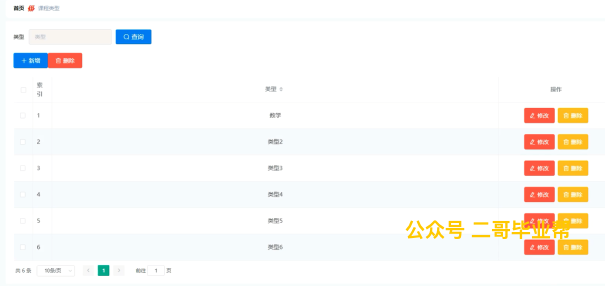 首页 课程类型
类型 类型 查询
+ 新增 删除
索引 类型 操作
1 数学 修改 删除
2 类型2 修改 删除
3 类型3 修改 删除
4 类型4 修改 删除
5 类型5 修改 删除
公众号 二哥毕业帮
6 类型6 修改 删除
共 6 条 10条/页 < 1 > 前往 1 页